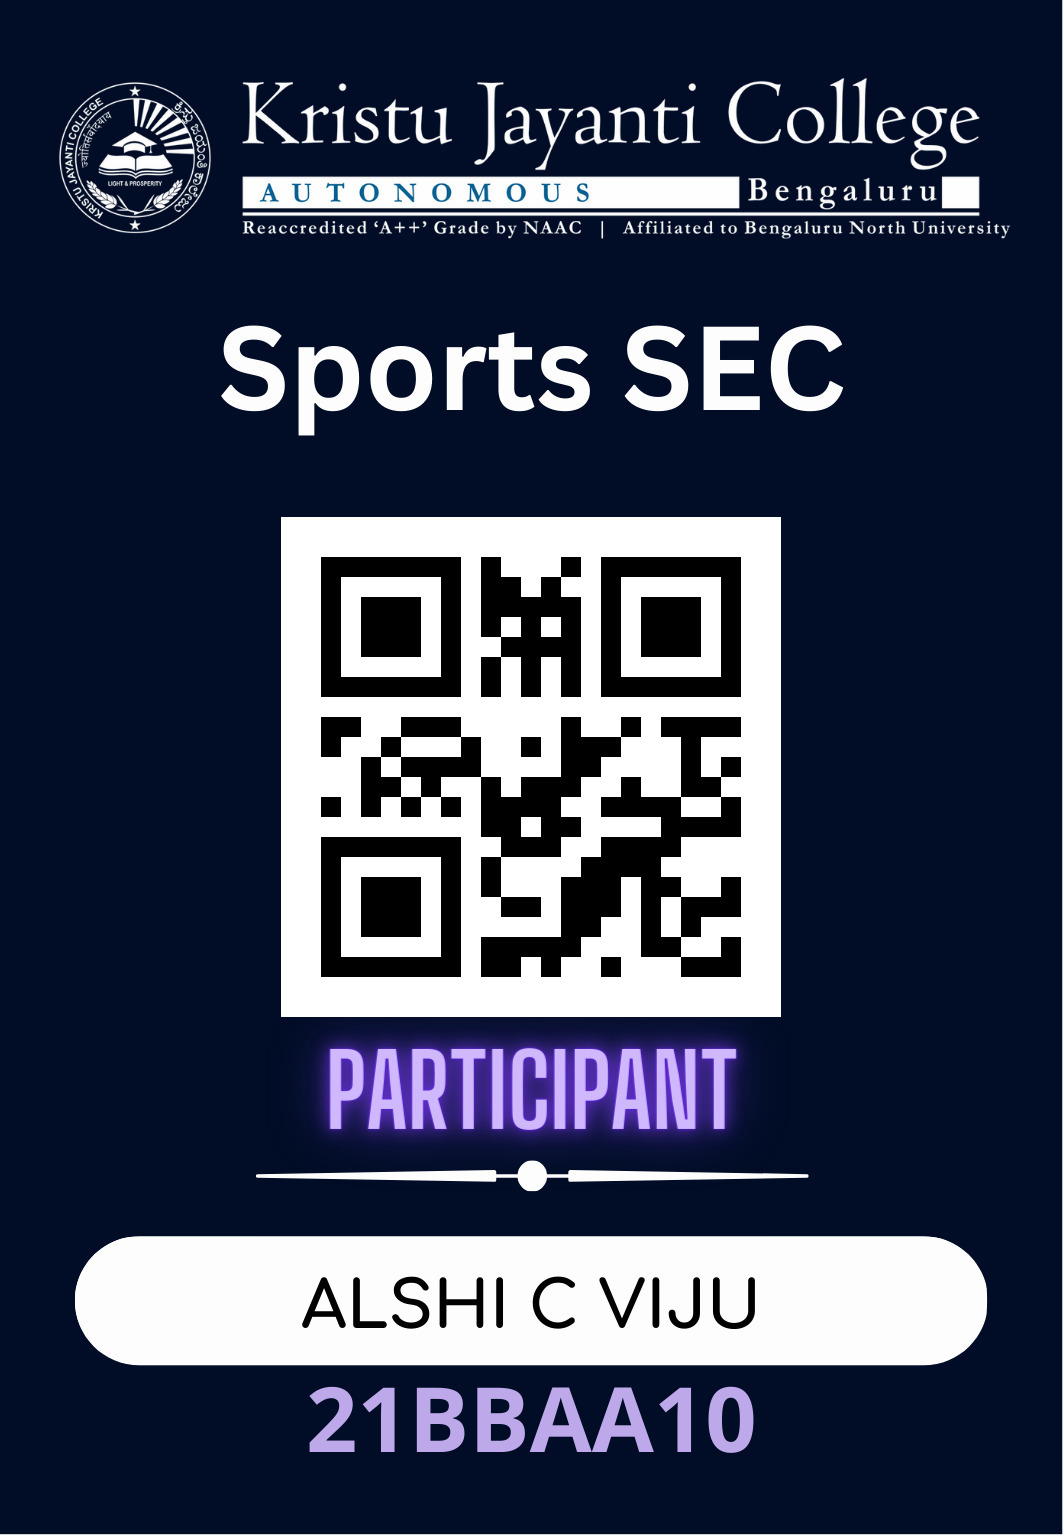 KRISTU JAYANTI COLLEGE
LIGHT & PROSPERITY
Kristu Jayanti College
AUTONOMOUS Bengaluru
Reaccredited ‘A++’ Grade by NAAC | Affiliated to Bengaluru North University
Sports SEC
PARTICIPANT
ALSHI C VIJU
21BBAA10